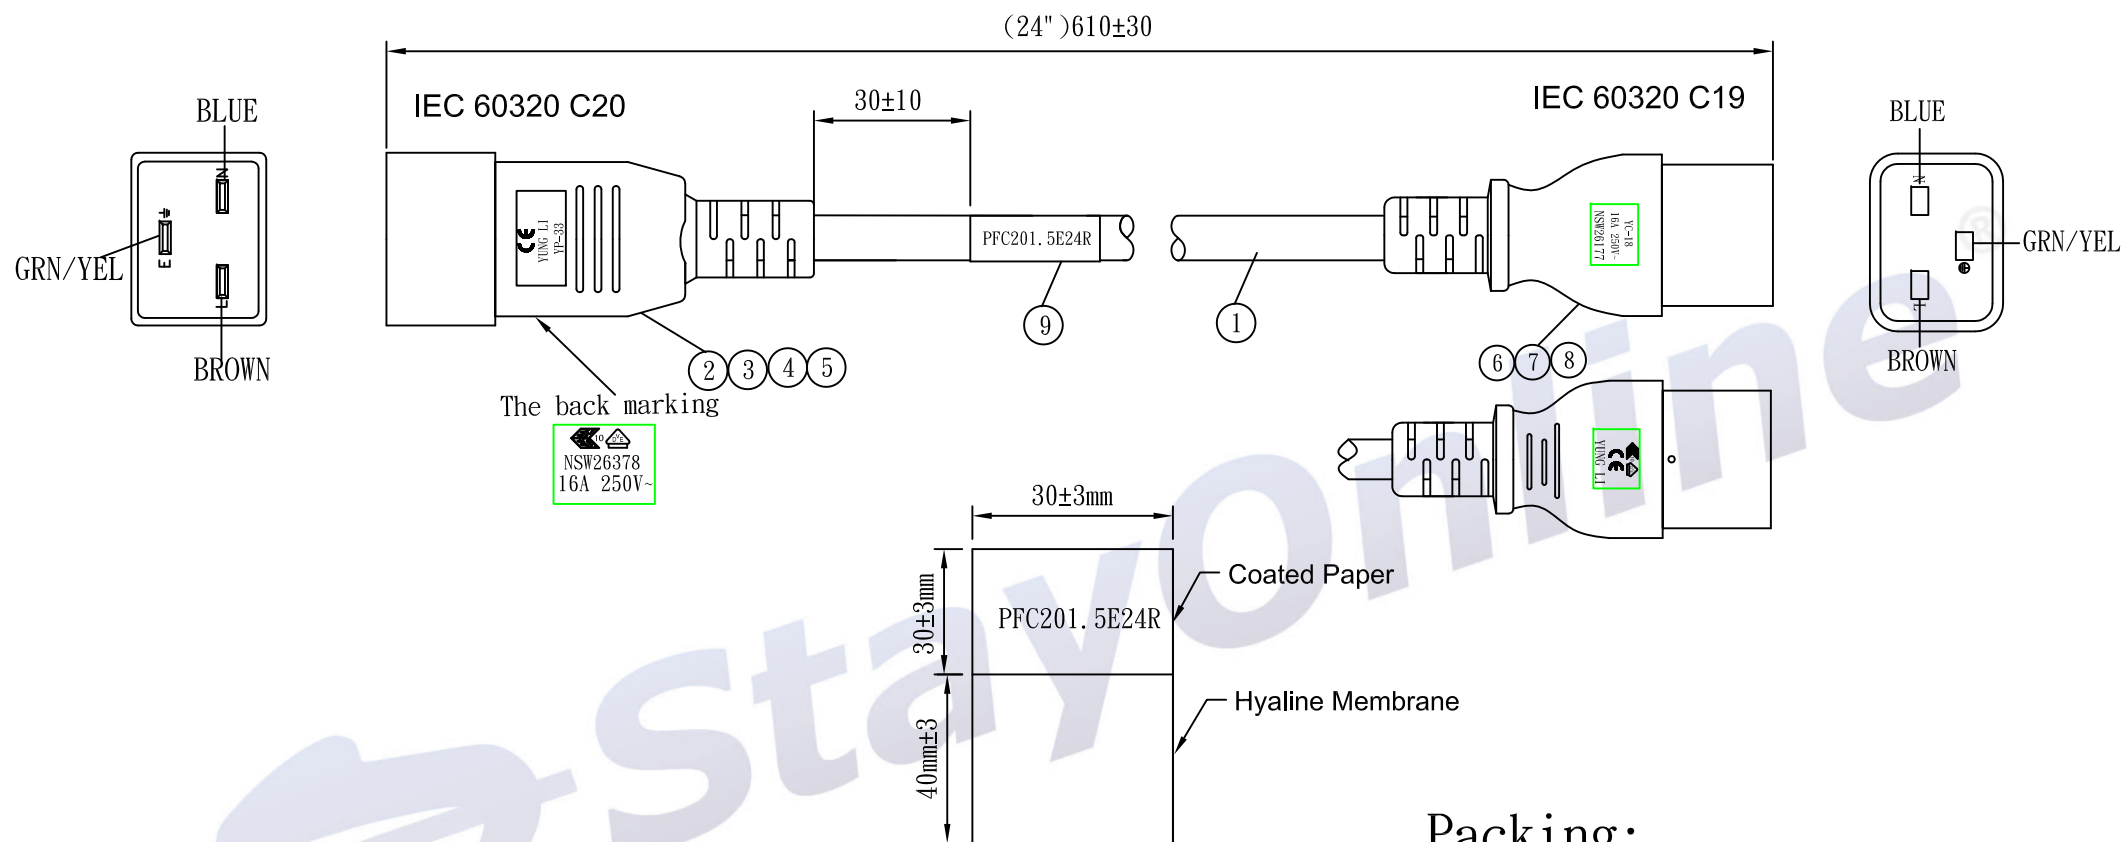 (24")610±30
IEC 60320 C20
30±10
IEC 60320 C19
BLUE
N
E
L
GRN/YEL
BROWN
CE
YUNG LI
YP-33
PFC201.5E24R
YC-18
16A 250V~
NSW26177
BLUE
N
L
GRN/YEL
BROWN
9
1
2 3 4 5
6 7 8
The back marking
10
NSW26378
16A 250V~
CE
YUNG LI
30±3mm
30±3mm
PFC201.5E24R
Coated Paper
Hyaline Membrane
40mm±3
StayOnline®
Packing: